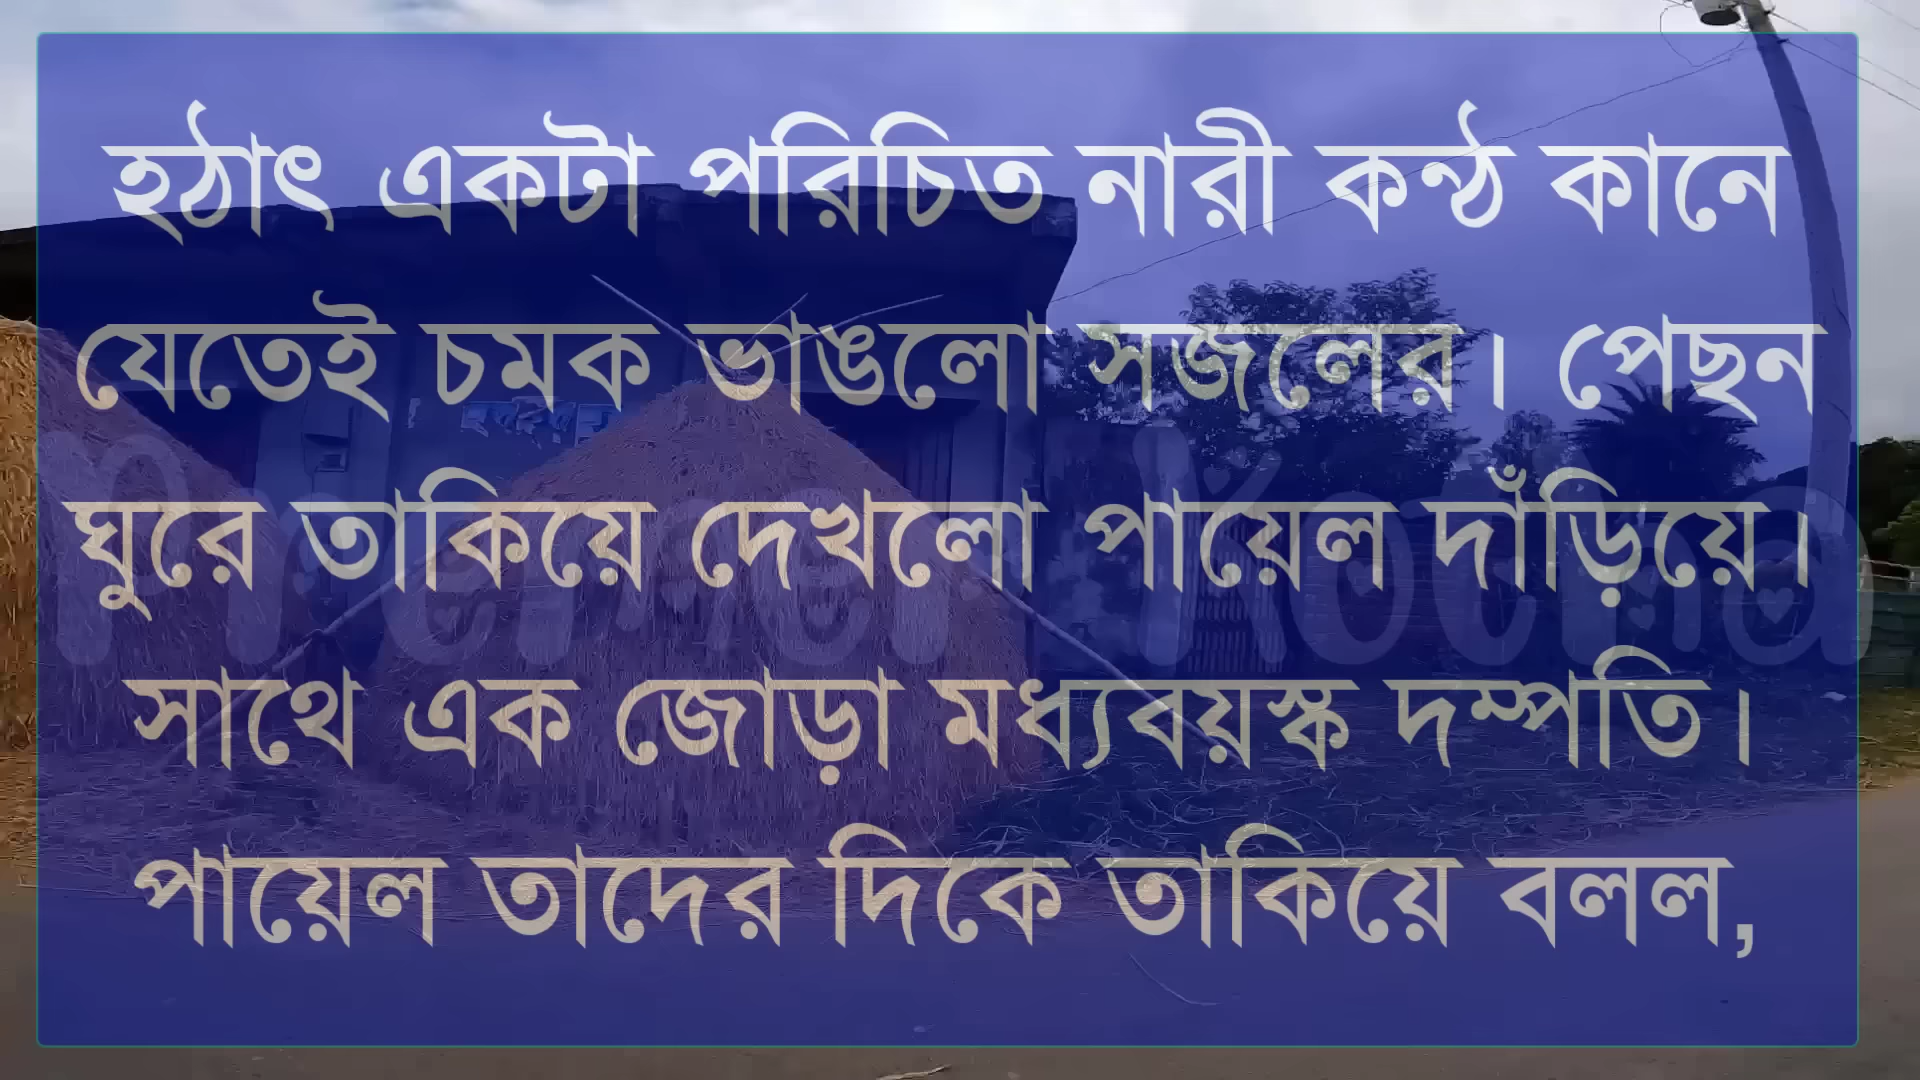 হঠাৎ একটা পরিচিত নারী কন্ঠ কানে
যেতেই চমক ভাঙলো সজলের। পেছন
ঘুরে তাকিয়ে দেখলো পায়েল দাঁড়িয়ে।
সাথে এক জোড়া মধ্যবয়স্ক দম্পতি।
পায়েল তাদের দিকে তাকিয়ে বলল,